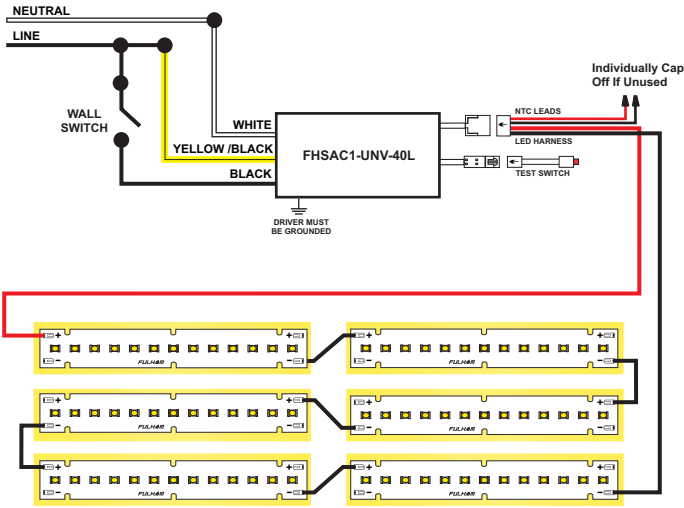 NEUTRAL
LINE
Individually Cap
Off If Unused
NTC LEADS
WALL
SWITCH
WHITE
LED HARNESS
YELLOW /BLACK
FHSAC1-UNV-40L
BLACK
TEST SWITCH
DRIVER MUST
BE GROUNDED
+ +
- -
FULHAM
+ +
- -
FULHAM
+ +
- -
FULHAM
+ +
- -
FULHAM
+ +
- -
FULHAM
+ +
- -
FULHAM